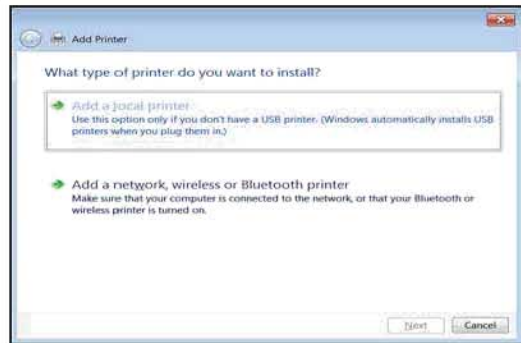 Add Printer
What type of printer do you want to install?
Add a local printer
Use this option only if you don't have a USB printer. (Windows automatically installs USB
printers when you plug them in.)
Add a network, wireless or Bluetooth printer
Make sure that your computer is connected to the network, or that your Bluetooth or
wireless printer is turned on.
Next Cancel